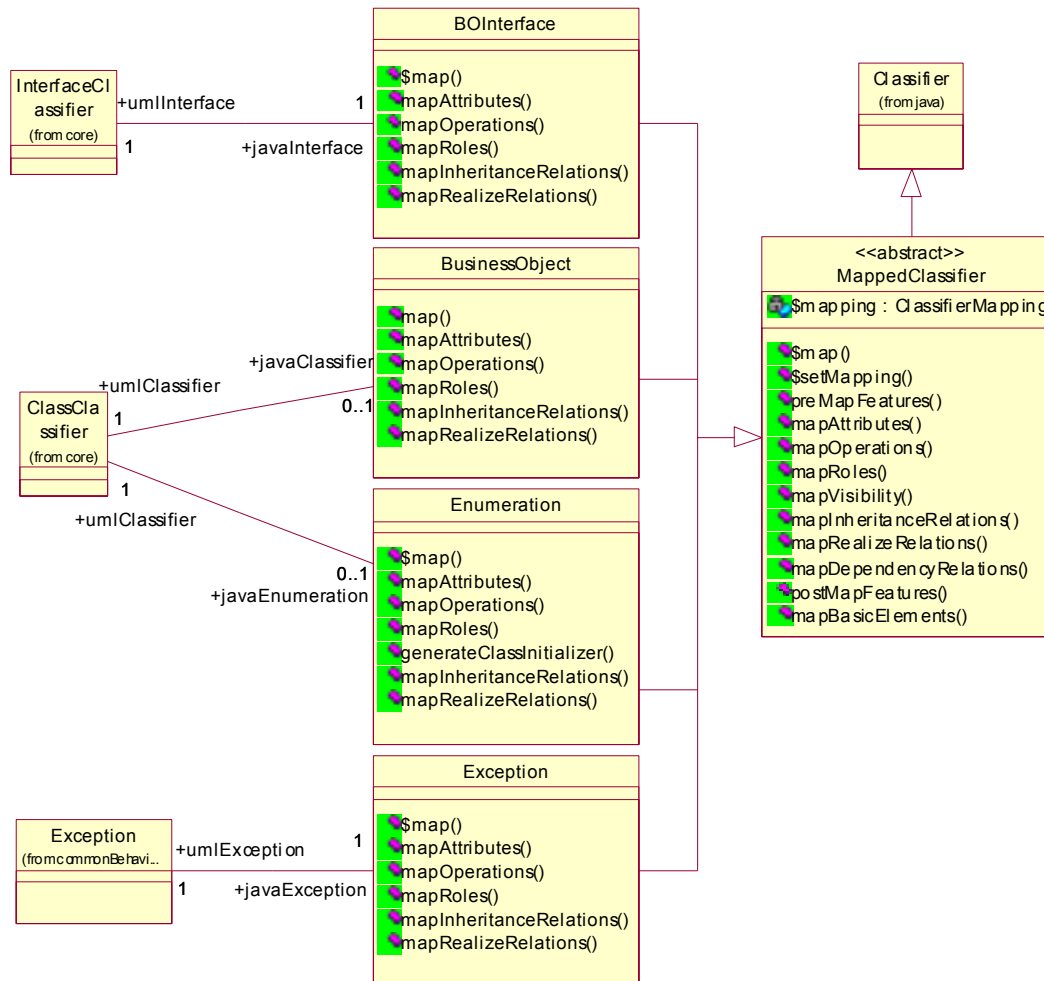 BOInterface
$map()
mapAttributes()
mapOperations()
mapRoles()
mapInheritanceRelations()
mapRealizeRelations()
InterfaceCl
assifier
(from core)
+umlInterface
1
1
+javaInterface
BusinessObject
map()
mapAttributes()
mapOperations()
mapRoles()
mapInheritanceRelations()
mapRealizeRelations()
ClassCla
ssifier
(from core)
+umlClassifier
1
+javaClassifier
0..1
1
+umlClassifier
0..1
+javaEnumeration
Enumeration
$map()
mapAttributes()
mapOperations()
mapRoles()
generateClassInitializer()
mapInheritanceRelations()
mapRealizeRelations()
Exception
(from commonBehavi...
+umlException
1
1
+javaException
Exception
$map()
mapAttributes()
mapOperations()
mapRoles()
mapInheritanceRelations()
mapRealizeRelations()
Classifier
(from java)
<<abstract>>
MappedClassifier
$mapping : ClassifierMapping
$map()
$setMapping()
preMapFeatures()
mapAttributes()
mapOperations()
mapRoles()
mapVisibility()
mapInheritanceRelations()
mapRealizeRelations()
mapDependencyRelations()
postMapFeatures()
mapBasicElements()